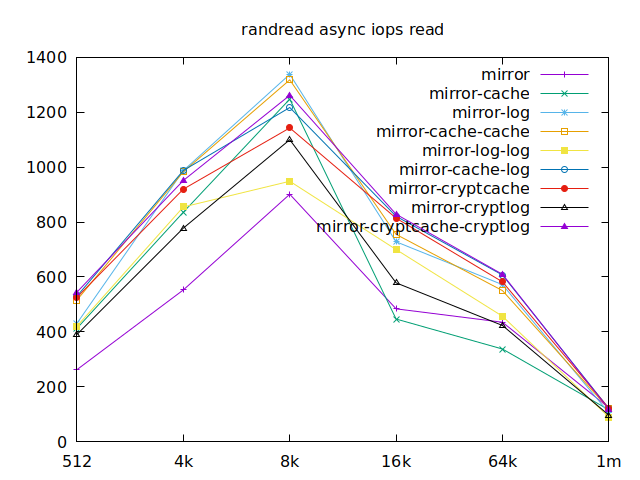 randread async iops read
1400
1200
1000
800
600
400
200
0
512 4k 8k 16k 64k 1m
mirror
mirror-cache
mirror-log
mirror-cache-cache
mirror-log-log
mirror-cache-log
mirror-cryptcache
mirror-cryptlog
mirror-cryptcache-cryptlog